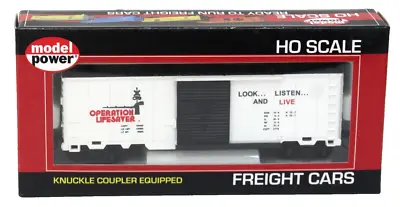 READY TO RUN FREIGHT CARS
model
power
HO SCALE
OPERATION
LIFESAVER
LOOK... LISTEN...
AND LIVE
KNUCKLE COUPLER EQUIPPED
FREIGHT CARS